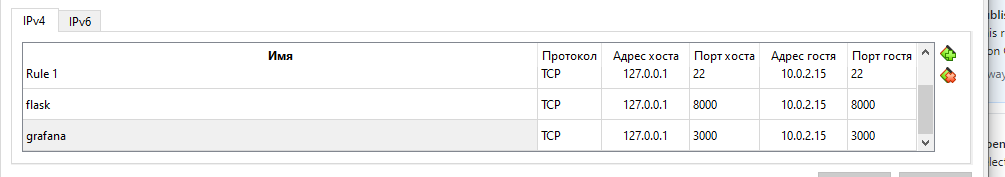 IPv4 IPv6
Имя Протокол Адрес хоста Порт хоста Адрес гостя Порт гостя
Rule 1 TCP 127.0.0.1 22 10.0.2.15 22
flask TCP 127.0.0.1 8000 10.0.2.15 8000
grafana TCP 127.0.0.1 3000 10.0.2.15 3000